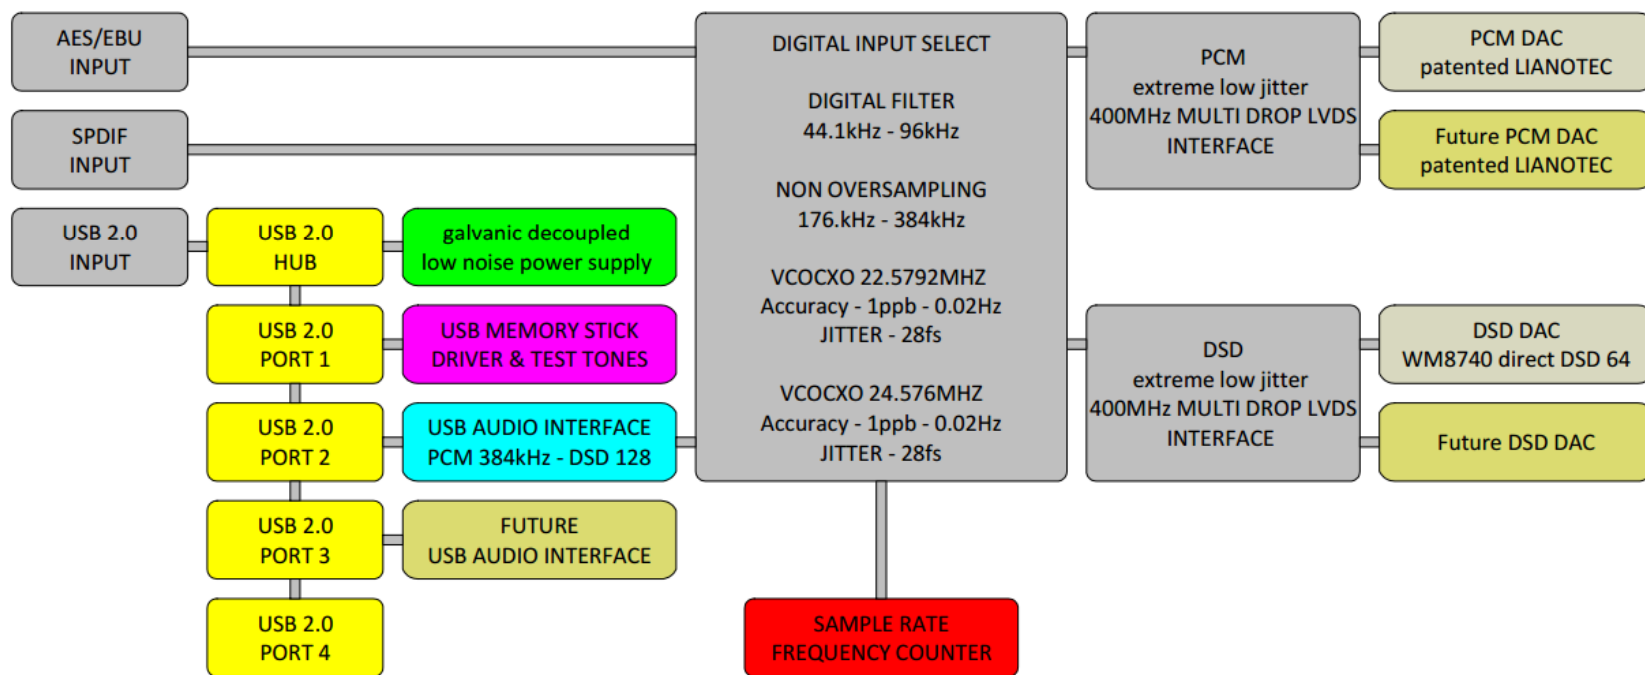 AES/EBU
INPUT
SPDIF
INPUT
USB 2.0
INPUT
USB 2.0
HUB
galvanic decoupled
low noise power supply
USB 2.0
PORT 1
USB MEMORY STICK
DRIVER & TEST TONES
USB 2.0
PORT 2
USB AUDIO INTERFACE
PCM 384kHz - DSD 128
USB 2.0
PORT 3
FUTURE
USB AUDIO INTERFACE
USB 2.0
PORT 4
DIGITAL INPUT SELECT
DIGITAL FILTER
44.1kHz - 96kHz
NON OVERSAMPLING
176.kHz - 384kHz
VCOCXO 22.5792MHZ
Accuracy - 1ppb - 0.02Hz
JITTER - 28fs
VCOCXO 24.576MHZ
Accuracy - 1ppb - 0.02Hz
JITTER - 28fs
SAMPLE RATE
FREQUENCY COUNTER
PCM
extreme low jitter
400MHz MULTI DROP LVDS
INTERFACE
PCM DAC
patented LIANOTEC
Future PCM DAC
patented LIANOTEC
DSD
extreme low jitter
400MHz MULTI DROP LVDS
INTERFACE
DSD DAC
WM8740 direct DSD 64
Future DSD DAC